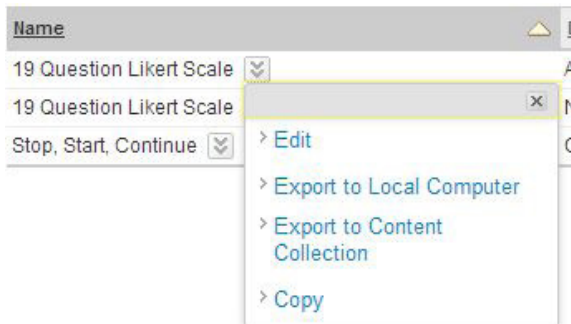 Name
19 Question Likert Scale
19 Question Likert Scale
Stop, Start, Continue
Edit
Export to Local Computer
Export to Content
Collection
Copy